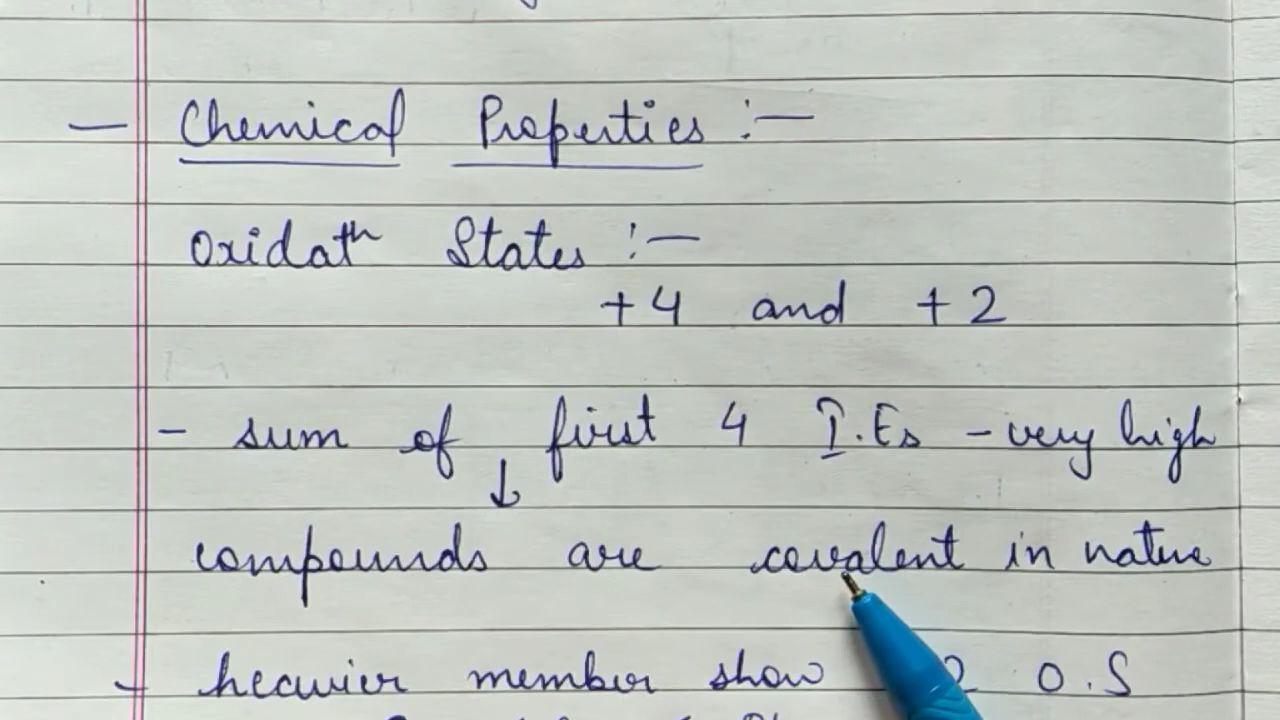 — Chemical Properties :—
Oxidatn States :—
+4 and +2
- sum of first 4 I.Es - very high
↓
compounds are covalent in nature
- heavier member show 2 O.S